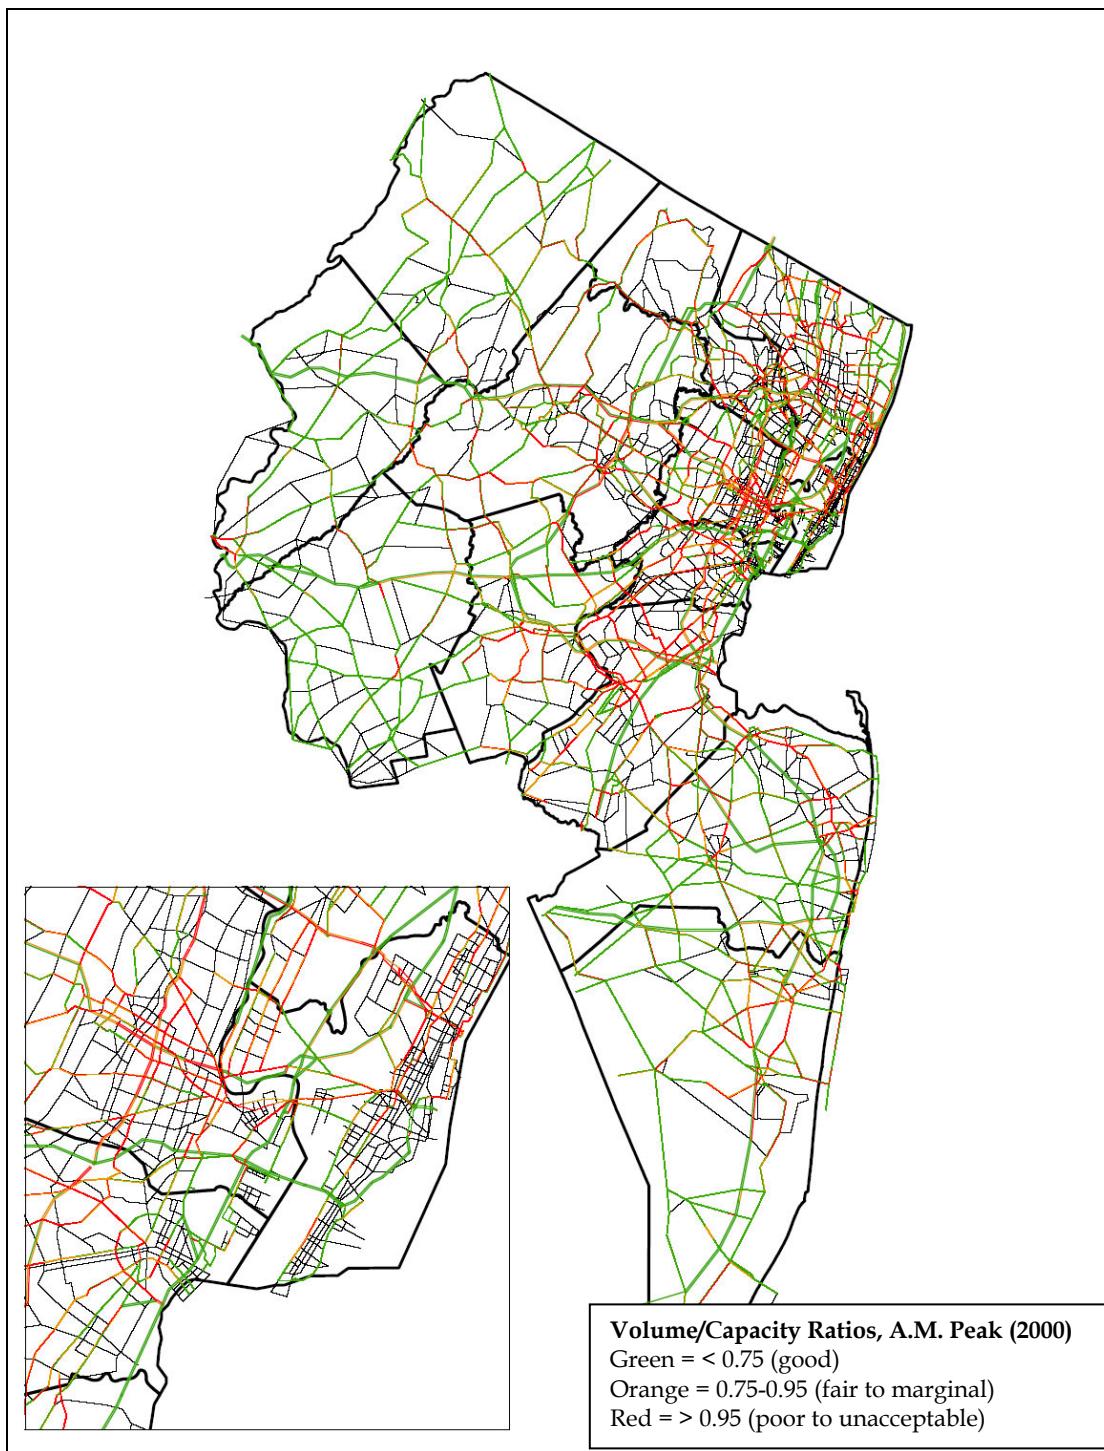 Volume/Capacity Ratios, A.M. Peak (2000)
Green = < 0.75 (good)
Orange = 0.75-0.95 (fair to marginal)
Red = > 0.95 (poor to unacceptable)